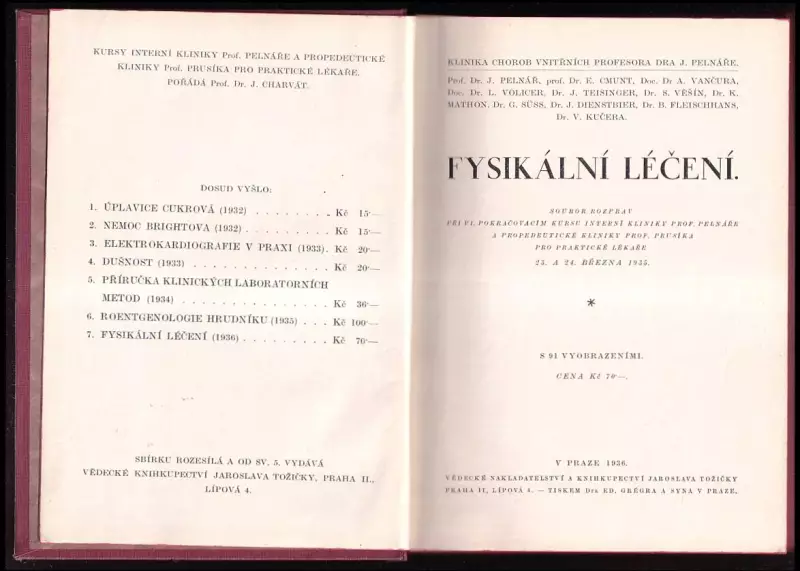 KURSY INTERNÍ KLINIKY Prof. PELNÁŘE A PROPEDEUTICKÉ
KLINIKY Prof. PRUSÍKA PRO PRAKTICKÉ LÉKAŘE.
POŘÁDÁ Prof. Dr. J. CHARVÁT.
DOSUD VYŠLO:
1. ÚPLAVICE CUKROVÁ (1932) . . . . . . . . Kč 15·—
2. NEMOC BRIGHTOVA (1932) . . . . . . . . Kč 15·—
3. ELEKTROKARDIOGRAFIE V PRAXI (1933) . Kč 20·—
4. DUŠNOST (1933) . . . . . . . . . . . . . Kč 20·—
5. PŘÍRUČKA KLINICKÝCH LABORATORNÍCH
METOD (1934) . . . . . . . . . . . . . . Kč 36·—
6. ROENTGENOLOGIE HRUDNÍKU (1935) . . . Kč 100·—
7. FYSIKÁLNÍ LÉČENÍ (1936) . . . . . . . . . Kč 70·—
SBÍRKU ROZESÍLÁ A OD SV. 5. VYDÁVÁ
VĚDECKÉ KNIHKUPECTVÍ JAROSLAVA TOŽIČKY, PRAHA II.,
LÍPOVÁ 4.
KLINIKA CHOROB VNITŘNÍCH PROFESORA DRA J. PELNÁŘE.
Prof. Dr. J. PELNÁŘ, prof. Dr. E. CMUNT, Doc. Dr A. VANČURA,
Doc. Dr. L. VOLICER, Dr. J. TEISINGER, Dr. S. VĚŠÍN, Dr. K.
MATHON, Dr. G. SÜSS, Dr. J. DIENSTBIER, Dr. B. FLEISCHHANS,
Dr. V. KUČERA.
FYSIKÁLNÍ LÉČENÍ.
SOUBOR ROZPRAV
PŘI VI. POKRAČOVACÍM KURSU INTERNÍ KLINIKY PROF. PELNÁŘE
A PROPEDEUTICKÉ KLINIKY PROF. PRUSÍKA
PRO PRAKTICKÉ LÉKAŘE
23. A 24. BŘEZNA 1935.
*
S 91 VYOBRAZENÍMI.
CENA Kč 70·—.
V PRAZE 1936.
VĚDECKÉ NAKLADATELSTVÍ A KNIHKUPECTVÍ JAROSLAVA TOŽIČKY
PRAHA II, LÍPOVÁ 4. — TISKEM Dra ED. GRÉGRA A SYNA V PRAZE.